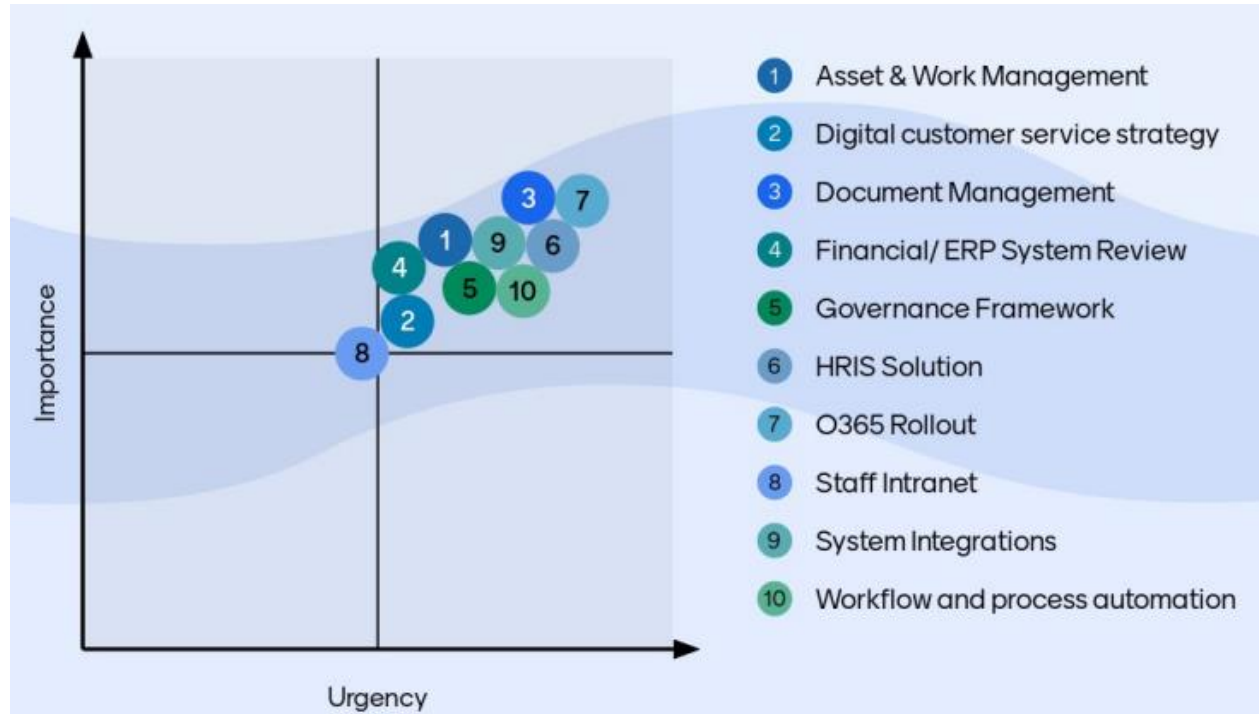 Importance
3
7
1
9
6
4
5
10
2
8
Urgency
1 Asset & Work Management
2 Digital customer service strategy
3 Document Management
4 Financial/ ERP System Review
5 Governance Framework
6 HRIS Solution
7 O365 Rollout
8 Staff Intranet
9 System Integrations
10 Workflow and process automation